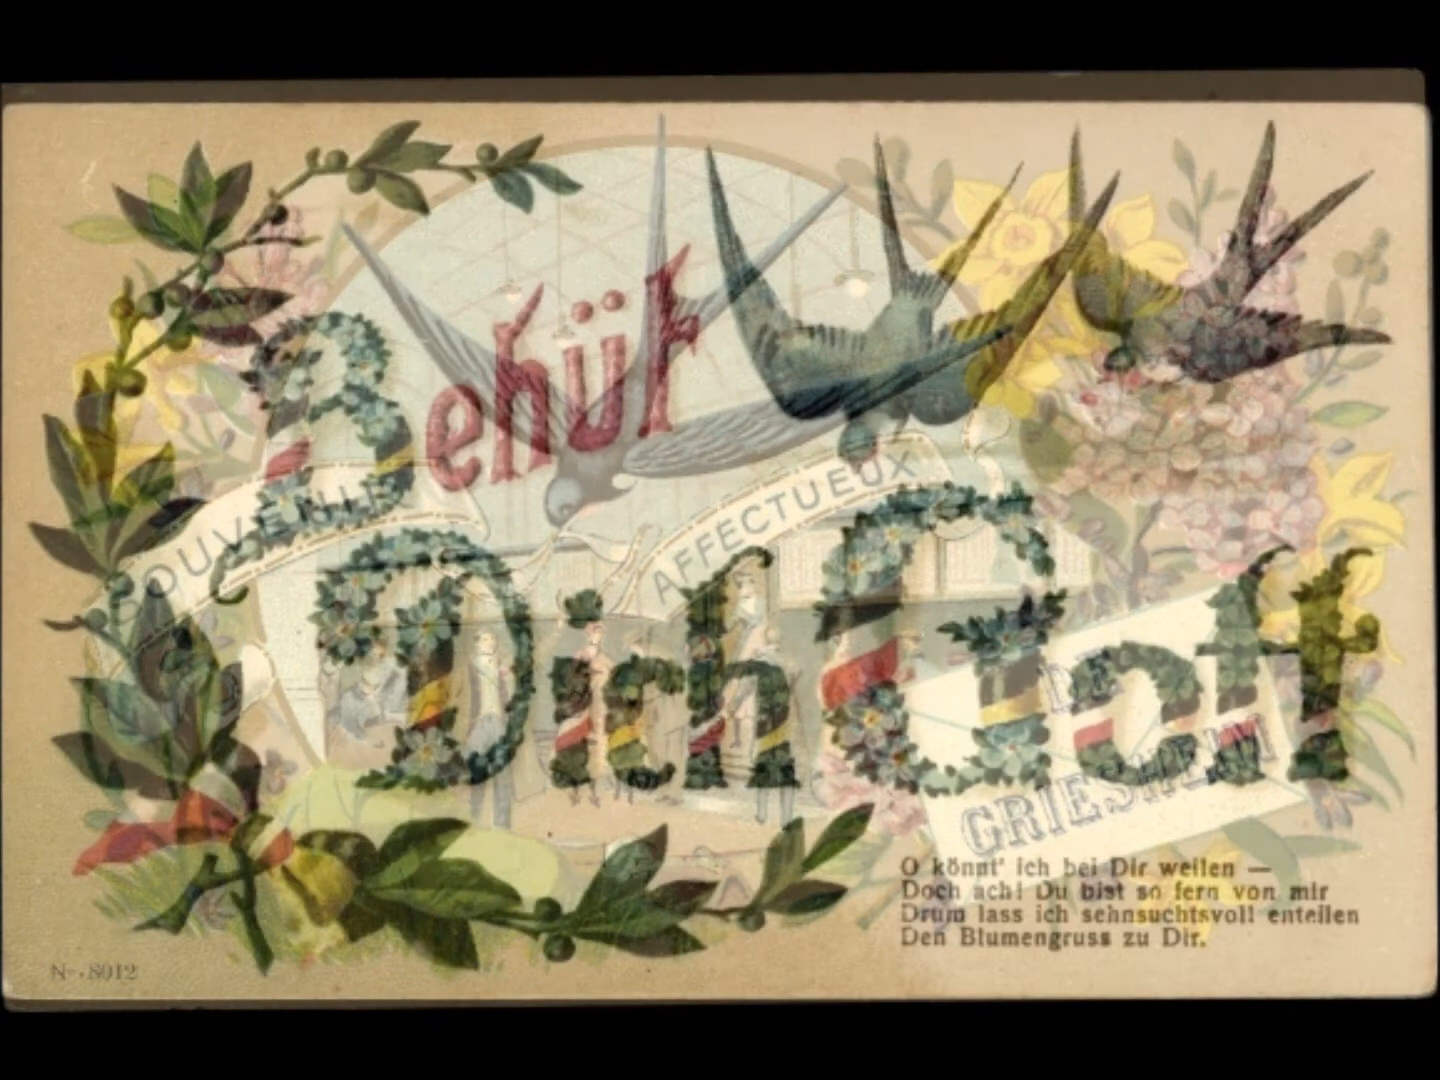 Behüt
SOUVENIR
AFFECTUEUX
Dich Gott
DE
GRIESHEIM
O könnt' ich bei Dir weilen —
Doch ach! Du bist so fern von mir
Drum lass ich sehnsuchtsvoll enteilen
Den Blumengruss zu Dir.
N° 8012